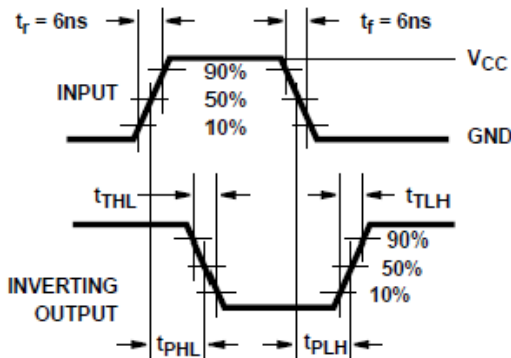 tr = 6ns
tf = 6ns
VCC
90%
INPUT
50%
10%
GND
tTHL
tTLH
90%
50%
INVERTING
OUTPUT
10%
tPHL
tPLH